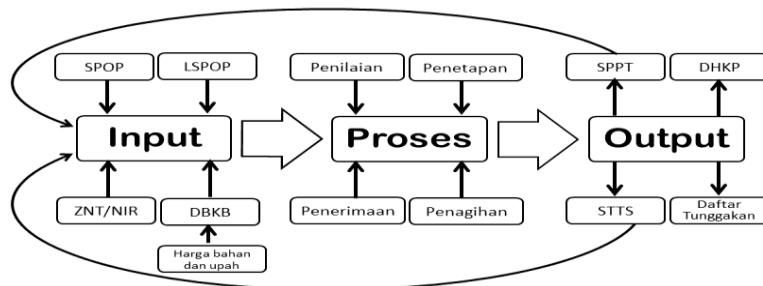 SPOP
LSPOP
Penilaian
Penetapan
SPPT
DHKP
Input
Proses
Output
ZNT/NIR
DBKB
Penerimaan
Penagihan
STTS
Daftar
Tunggakan
Harga bahan
dan upah